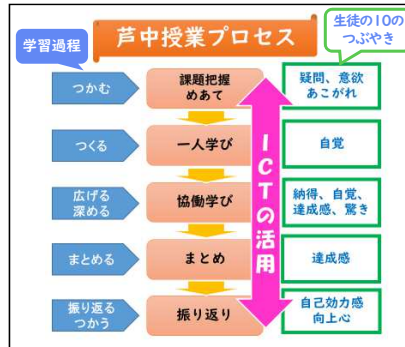 芦中授業プロセス
学習過程
生徒の10の
つぶやき
つかむ
課題把握
めあて
疑問、意欲
あこがれ
つくる
一人学び
自覚
広げる
深める
協働学び
納得、自覚、
達成感、驚き
まとめる
まとめ
達成感
振り返る
つかう
振り返り
自己効力感
向上心
ICTの活用